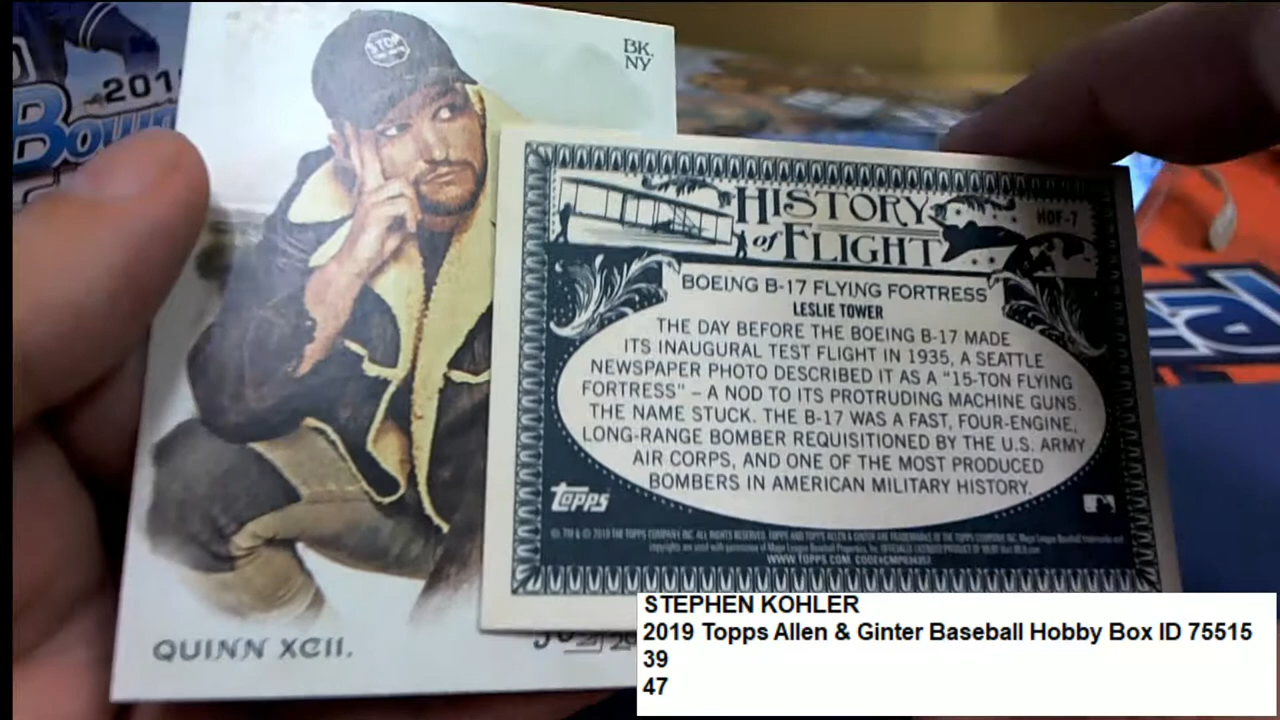 2019
Bow
STOP
BK.
NY
HISTORY
of FLIGHT
HOF-7
BOEING B-17 FLYING FORTRESS
LESLIE TOWER
THE DAY BEFORE THE BOEING B-17 MADE
ITS INAUGURAL TEST FLIGHT IN 1935, A SEATTLE
NEWSPAPER PHOTO DESCRIBED IT AS A "15-TON FLYING
FORTRESS" – A NOD TO ITS PROTRUDING MACHINE GUNS.
THE NAME STUCK. THE B-17 WAS A FAST, FOUR-ENGINE,
LONG-RANGE BOMBER REQUISITIONED BY THE U.S. ARMY
AIR CORPS, AND ONE OF THE MOST PRODUCED
BOMBERS IN AMERICAN MILITARY HISTORY.
topps
WWW.TOPPS.COM
QUINN XCII.
STEPHEN KOHLER
2019 Topps Allen & Ginter Baseball Hobby Box ID 75515
39
47